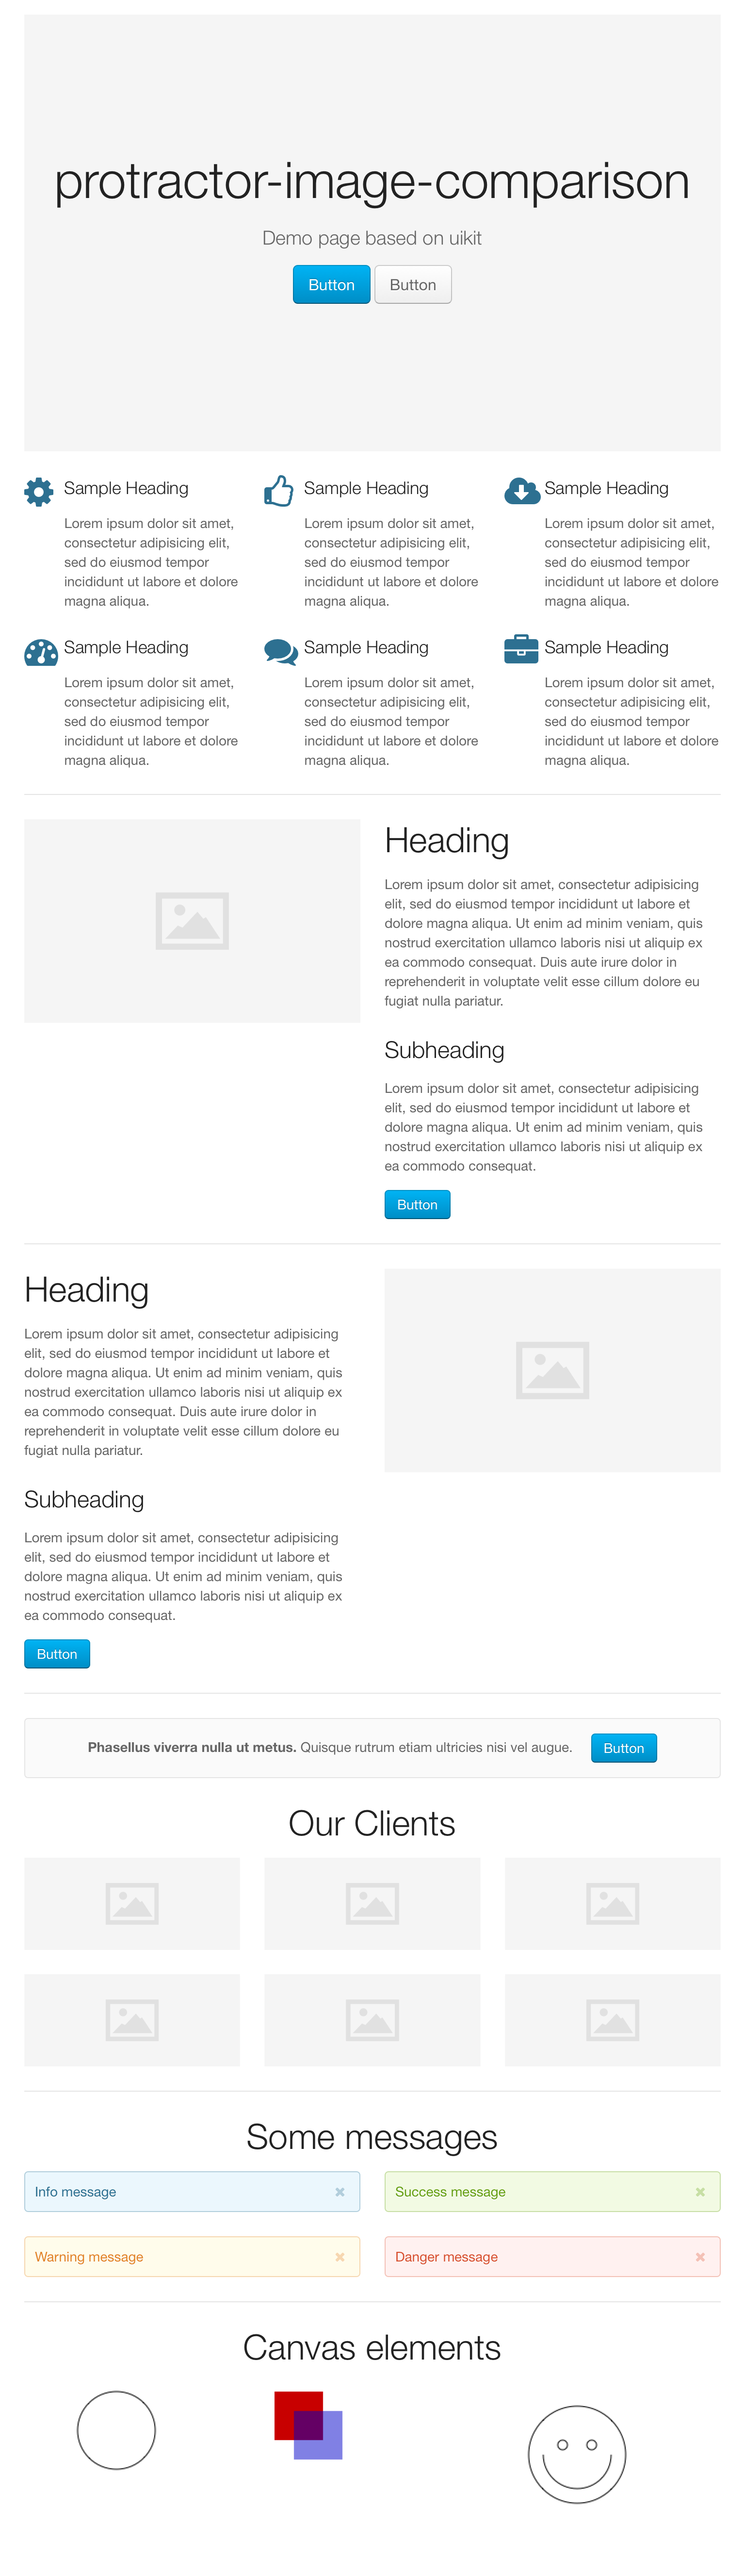 protractor-image-comparison
Demo page based on uikit
Button Button
Sample Heading
Lorem ipsum dolor sit amet,
consectetur adipisicing elit,
sed do eiusmod tempor
incididunt ut labore et dolore
magna aliqua.
Sample Heading
Lorem ipsum dolor sit amet,
consectetur adipisicing elit,
sed do eiusmod tempor
incididunt ut labore et dolore
magna aliqua.
Sample Heading
Lorem ipsum dolor sit amet,
consectetur adipisicing elit,
sed do eiusmod tempor
incididunt ut labore et dolore
magna aliqua.
Sample Heading
Lorem ipsum dolor sit amet,
consectetur adipisicing elit,
sed do eiusmod tempor
incididunt ut labore et dolore
magna aliqua.
Sample Heading
Lorem ipsum dolor sit amet,
consectetur adipisicing elit,
sed do eiusmod tempor
incididunt ut labore et dolore
magna aliqua.
Sample Heading
Lorem ipsum dolor sit amet,
consectetur adipisicing elit,
sed do eiusmod tempor
incididunt ut labore et dolore
magna aliqua.
Heading
Lorem ipsum dolor sit amet, consectetur adipisicing
elit, sed do eiusmod tempor incididunt ut labore et
dolore magna aliqua. Ut enim ad minim veniam, quis
nostrud exercitation ullamco laboris nisi ut aliquip ex
ea commodo consequat. Duis aute irure dolor in
reprehenderit in voluptate velit esse cillum dolore eu
fugiat nulla pariatur.
Subheading
Lorem ipsum dolor sit amet, consectetur adipisicing
elit, sed do eiusmod tempor incididunt ut labore et
dolore magna aliqua. Ut enim ad minim veniam, quis
nostrud exercitation ullamco laboris nisi ut aliquip ex
ea commodo consequat.
Button
Heading
Lorem ipsum dolor sit amet, consectetur adipisicing
elit, sed do eiusmod tempor incididunt ut labore et
dolore magna aliqua. Ut enim ad minim veniam, quis
nostrud exercitation ullamco laboris nisi ut aliquip ex
ea commodo consequat. Duis aute irure dolor in
reprehenderit in voluptate velit esse cillum dolore eu
fugiat nulla pariatur.
Subheading
Lorem ipsum dolor sit amet, consectetur adipisicing
elit, sed do eiusmod tempor incididunt ut labore et
dolore magna aliqua. Ut enim ad minim veniam, quis
nostrud exercitation ullamco laboris nisi ut aliquip ex
ea commodo consequat.
Button
Phasellus viverra nulla ut metus. Quisque rutrum etiam ultricies nisi vel augue. Button
Our Clients
Some messages
Info message
Success message
Warning message
Danger message
Canvas elements